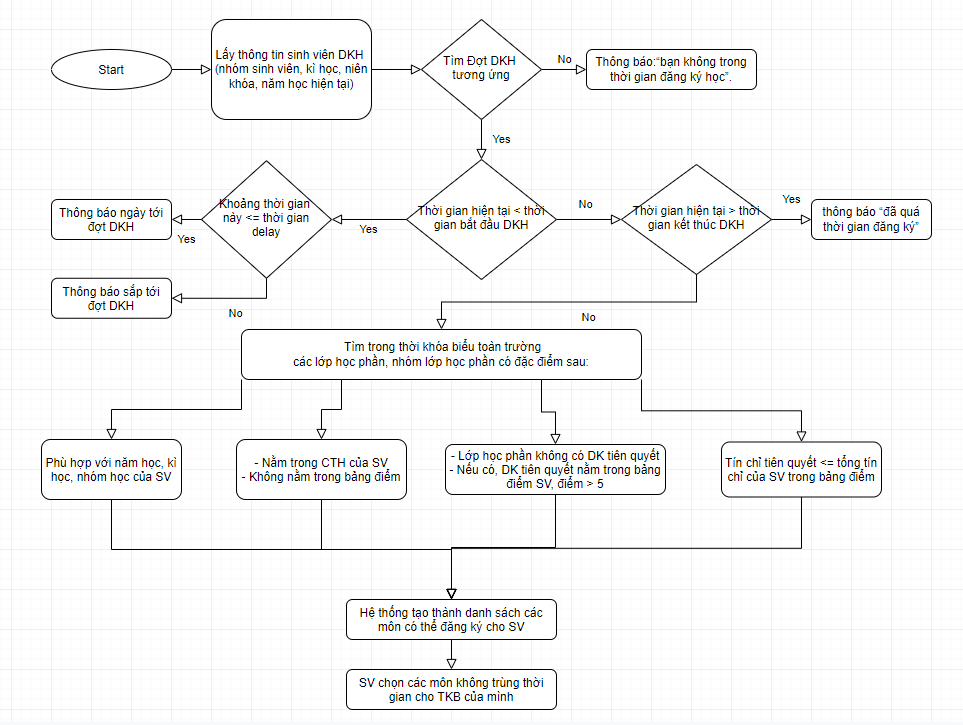 Start
Lấy thông tin sinh viên DKH
(nhóm sinh viên, kì học, niên
khóa, năm học hiện tại)
Tìm Đợt DKH
tương ứng
No
Thông báo:“bạn không trong
thời gian đăng ký học”.
Yes
Thông báo ngày tới
đợt DKH
Yes
Khoảng thời gian
này <= thời gian
delay
Yes
Thời gian hiện tại < thời
gian bắt đầu DKH
No
Thời gian hiện tại > thời
gian kết thúc DKH
Yes
thông báo “đã quá
thời gian đăng ký”
Thông báo sắp tới
đợt DKH
No
No
Tìm trong thời khóa biểu toàn trường
các lớp học phần, nhóm lớp học phần có đặc điểm sau:
Phù hợp với năm học, kì
học, nhóm học của SV
- Nằm trong CTH của SV
- Không nằm trong bảng điểm
- Lớp học phần không có DK tiên quyết
- Nếu có, DK tiên quyết nằm trong bảng
điểm SV, điểm > 5
Tín chỉ tiên quyết <= tổng tín
chỉ của SV trong bảng điểm
Hệ thống tạo thành danh sách các
môn có thể đăng ký cho SV
SV chọn các môn không trùng thời
gian cho TKB của mình